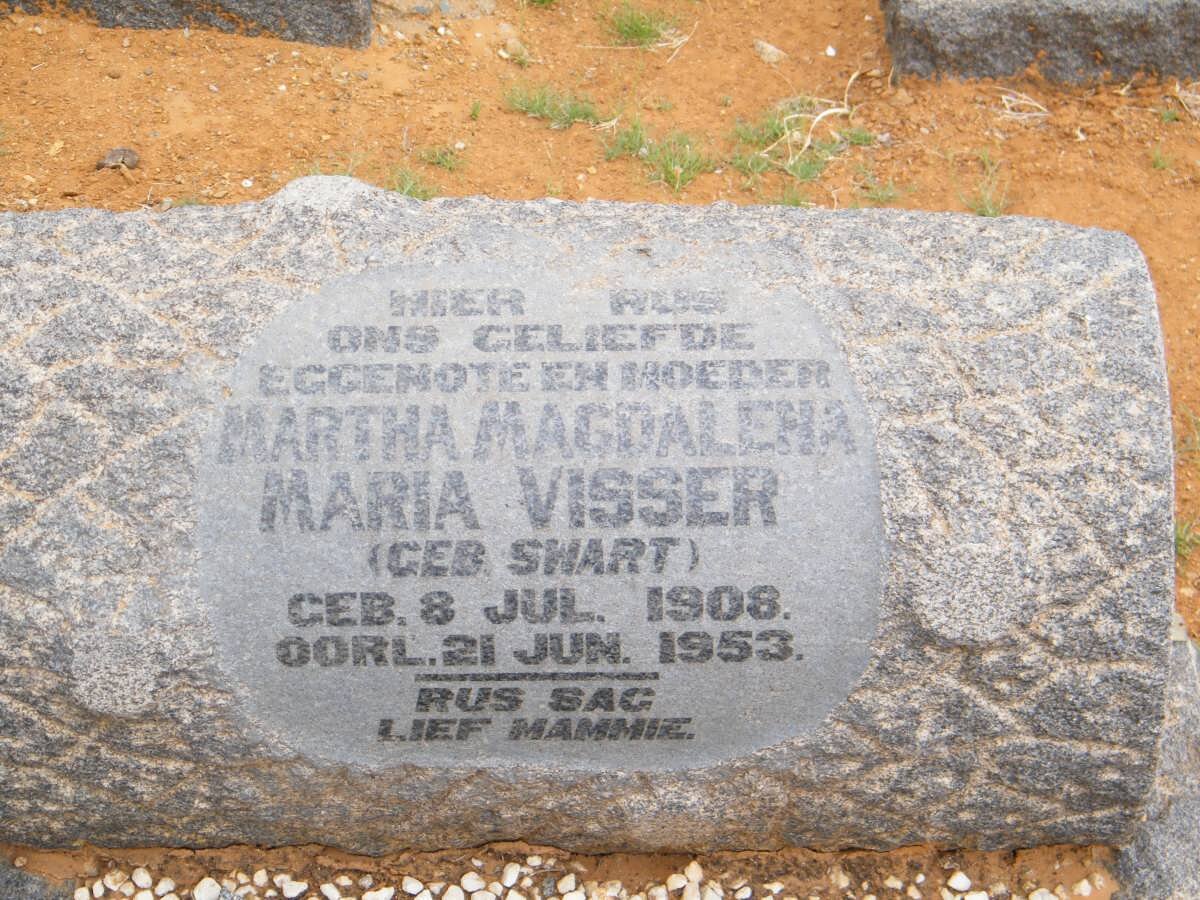 HIER RUS
ONS GELIEFDE
EGGENOTE EN MOEDER
MARTHA MAGDALENA
MARIA VISSER
(GEB. SWART)
GEB. 8 JUL. 1908.
OORL. 21 JUN. 1953.
RUS SAG
LIEF MAMMIE.